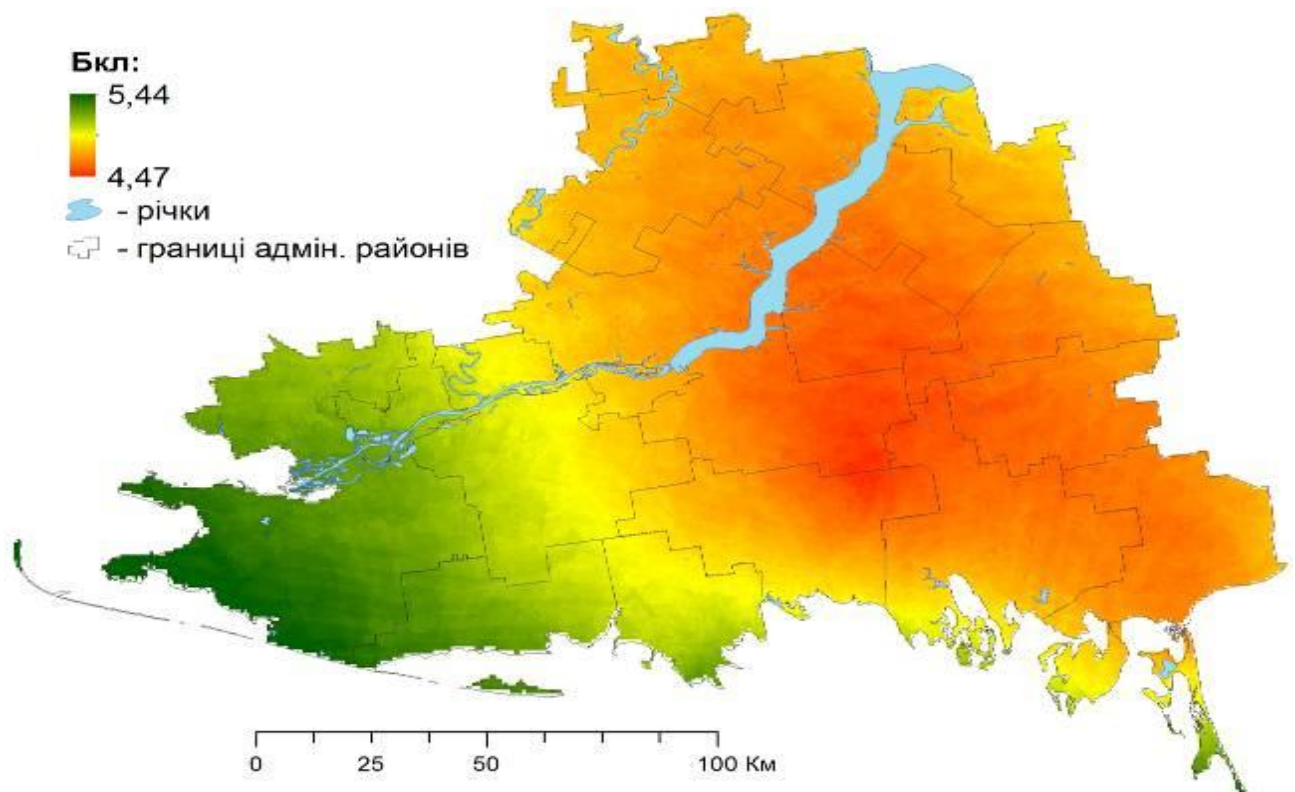 Бкл:
5,44
4,47
- річки
- границі адмін. районів
0 25 50 100 Км